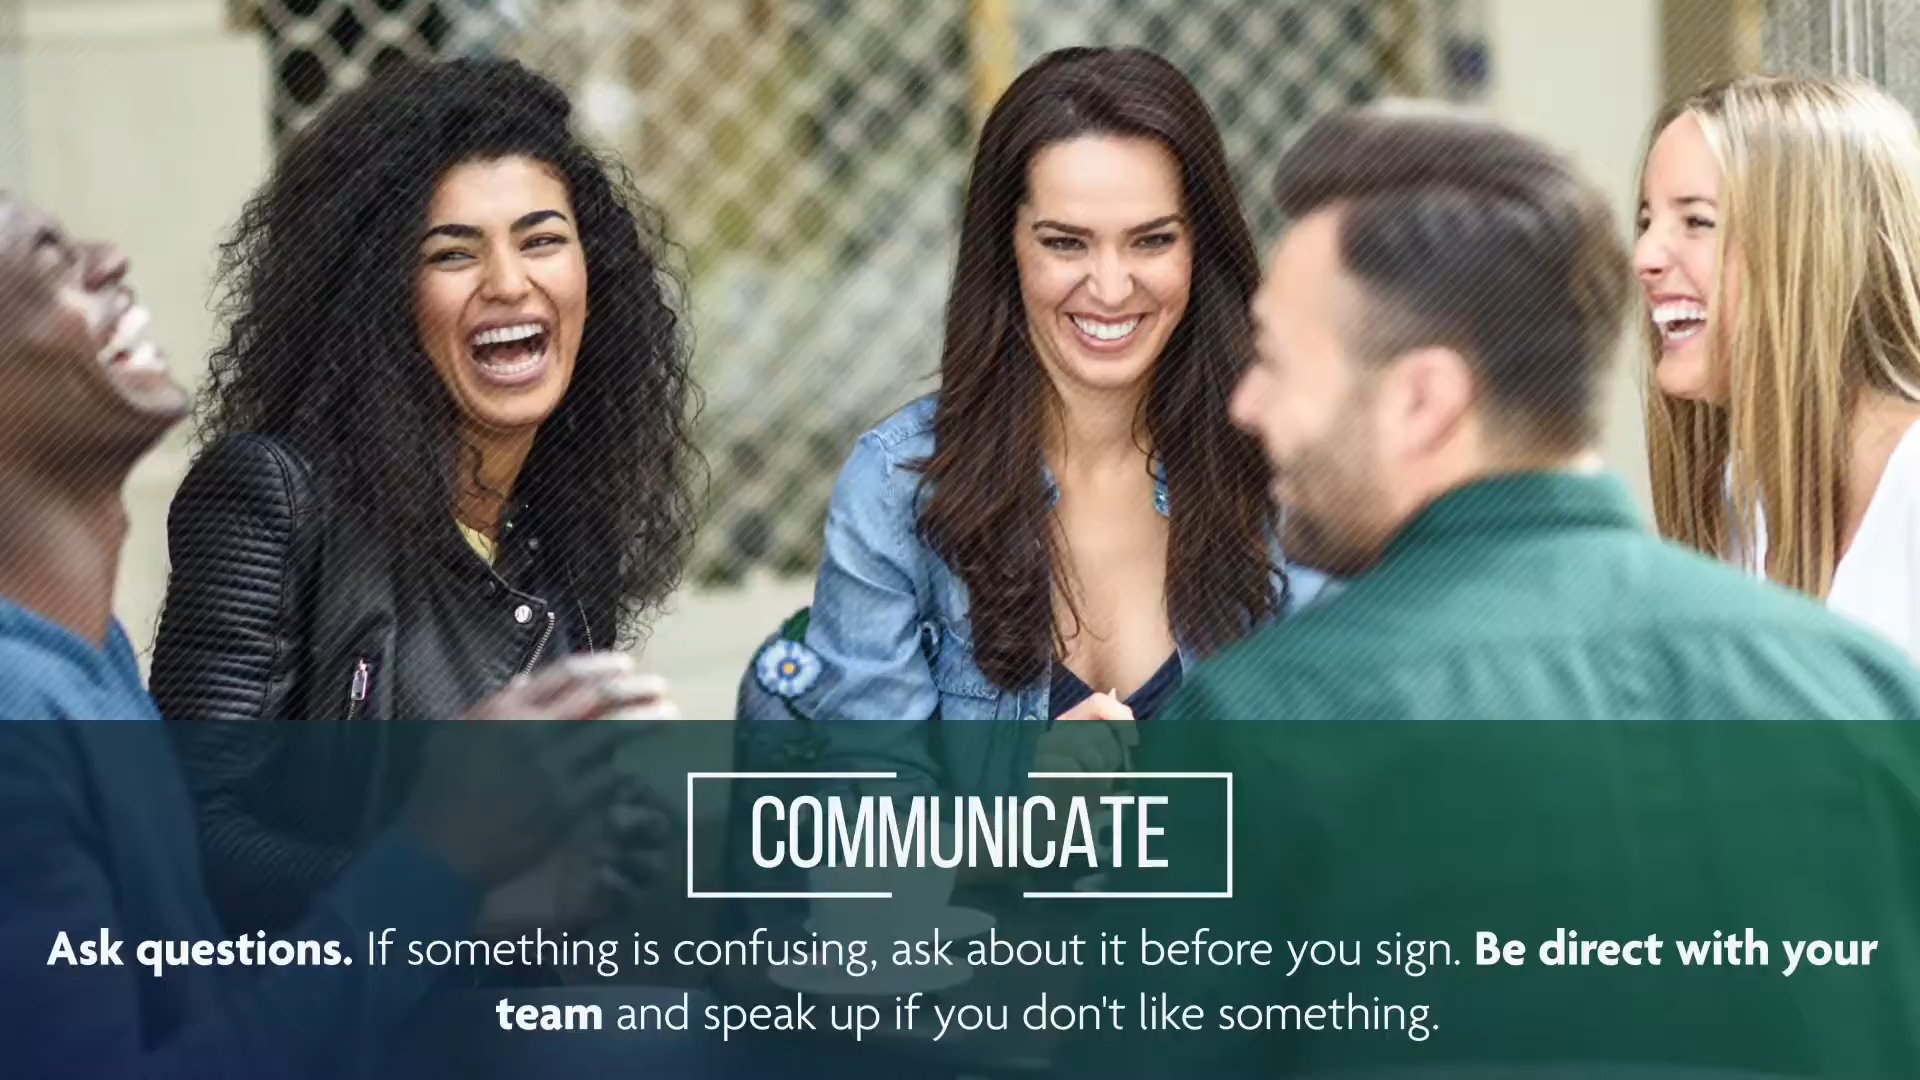 COMMUNICATE
Ask questions. If something is confusing, ask about it before you sign. Be direct with your
team and speak up if you don't like something.